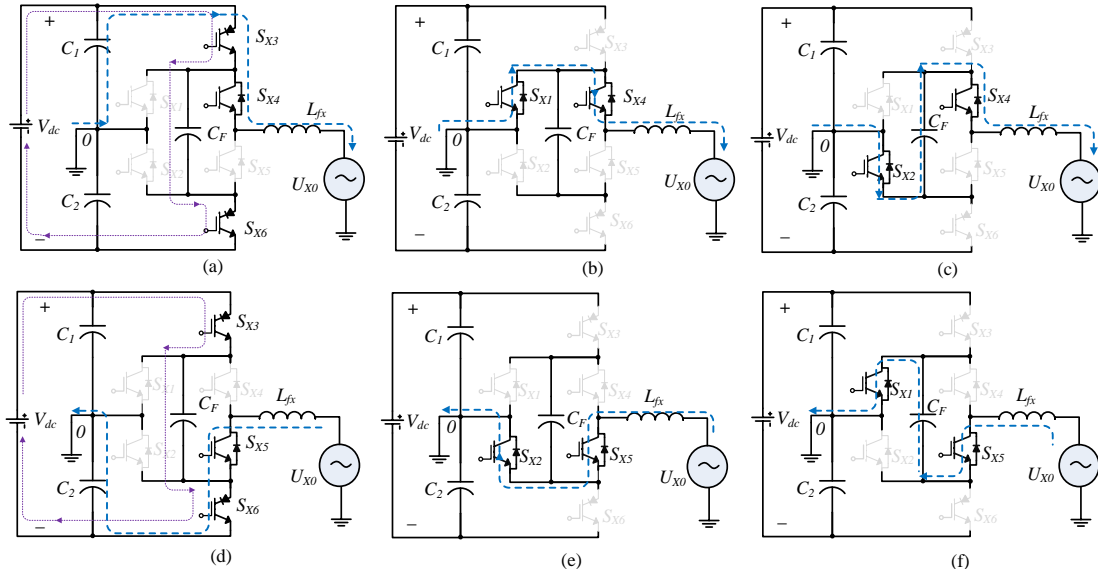 +
C1
Vdc
0
C2
−
SX3
SX1
SX4
CF
Lfx
SX2
SX5
UX0
SX6
(a)
+
C1
Vdc
0
C2
−
SX3
SX1
SX4
CF
Lfx
SX2
SX5
UX0
SX6
(b)
+
C1
Vdc
0
C2
−
SX3
SX1
SX4
CF
Lfx
SX2
SX5
UX0
SX6
(c)
+
C1
Vdc
0
C2
−
SX3
SX1
SX4
CF
Lfx
SX2
SX5
UX0
SX6
(d)
+
C1
Vdc
0
C2
−
SX3
SX1
SX4
CF
Lfx
SX2
SX5
UX0
SX6
(e)
+
C1
Vdc
0
C2
−
SX3
SX1
SX4
CF
Lfx
SX2
SX5
UX0
SX6
(f)